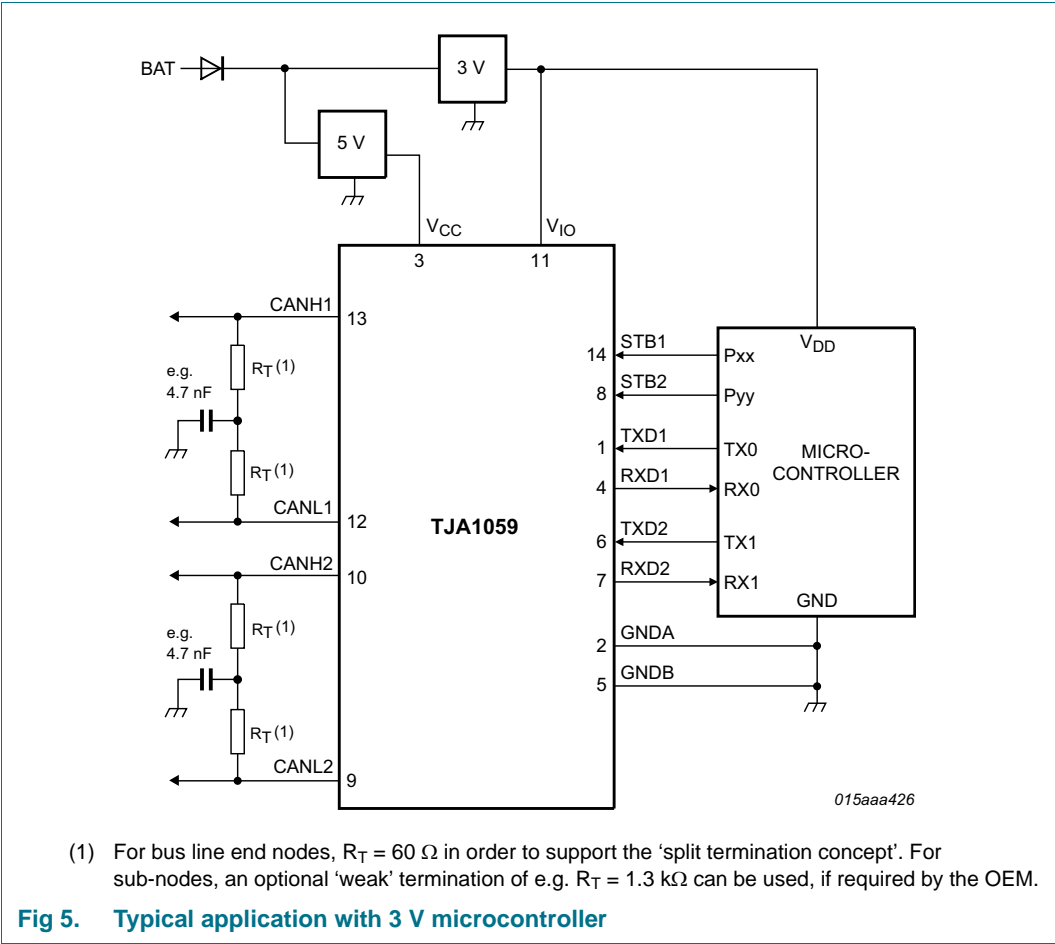 BAT
3 V
5 V
VCC
VIO
3
11
CANH1
13
e.g.
4.7 nF
RT(1)
RT(1)
CANL1
12
CANH2
10
e.g.
4.7 nF
RT(1)
RT(1)
CANL2
9
TJA1059
14
STB1
Pxx
8
STB2
Pyy
1
TXD1
TX0
4
RXD1
RX0
6
TXD2
TX1
7
RXD2
RX1
2
GNDA
5
GNDB
VDD
MICRO-
CONTROLLER
GND
015aaa426
(1) For bus line end nodes, RT = 60 Ω in order to support the ‘split termination concept’. For
sub-nodes, an optional ‘weak’ termination of e.g. RT = 1.3 kΩ can be used, if required by the OEM.
Fig 5. Typical application with 3 V microcontroller